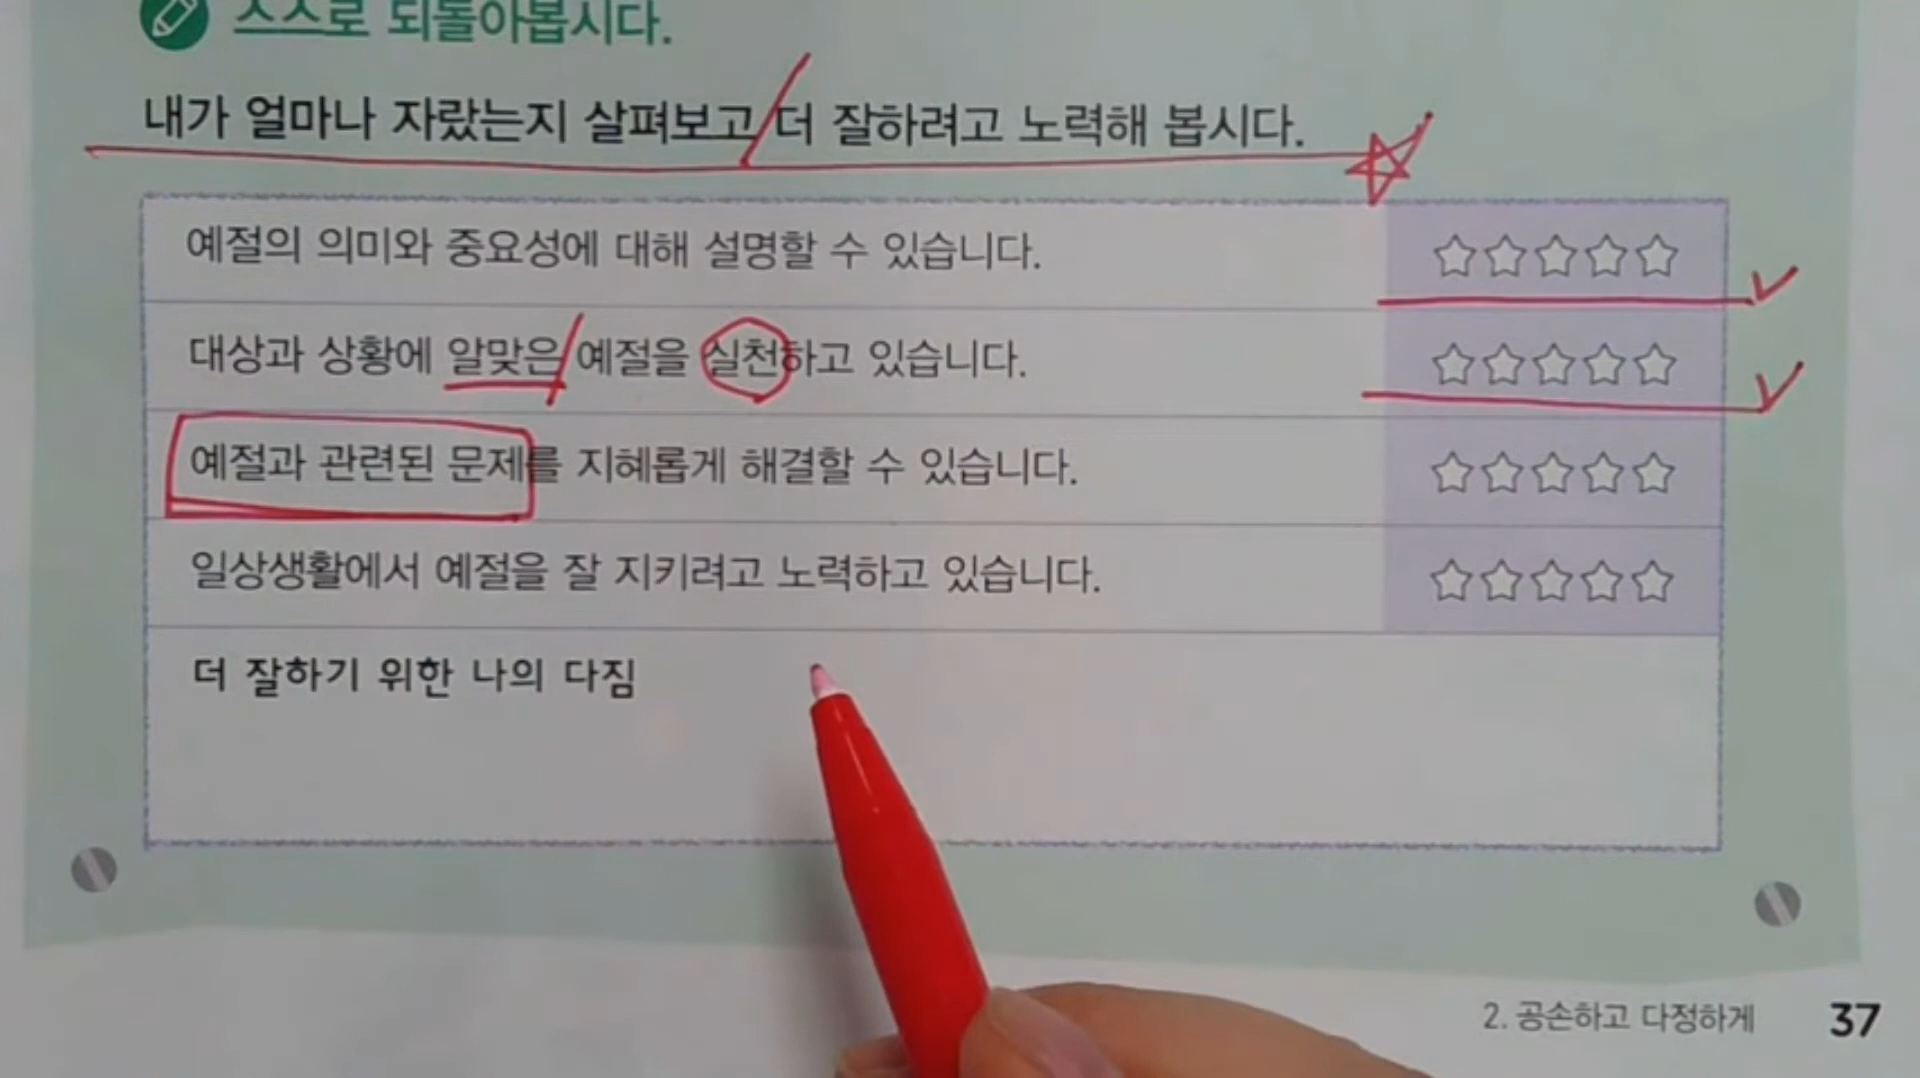 스스로 되돌아봅시다.
내가 얼마나 자랐는지 살펴보고 더 잘하려고 노력해 봅시다.
예절의 의미와 중요성에 대해 설명할 수 있습니다. ☆☆☆☆☆
대상과 상황에 알맞은 예절을 실천하고 있습니다. ☆☆☆☆☆
예절과 관련된 문제를 지혜롭게 해결할 수 있습니다. ☆☆☆☆☆
일상생활에서 예절을 잘 지키려고 노력하고 있습니다. ☆☆☆☆☆
더 잘하기 위한 나의 다짐
2. 공손하고 다정하게 37